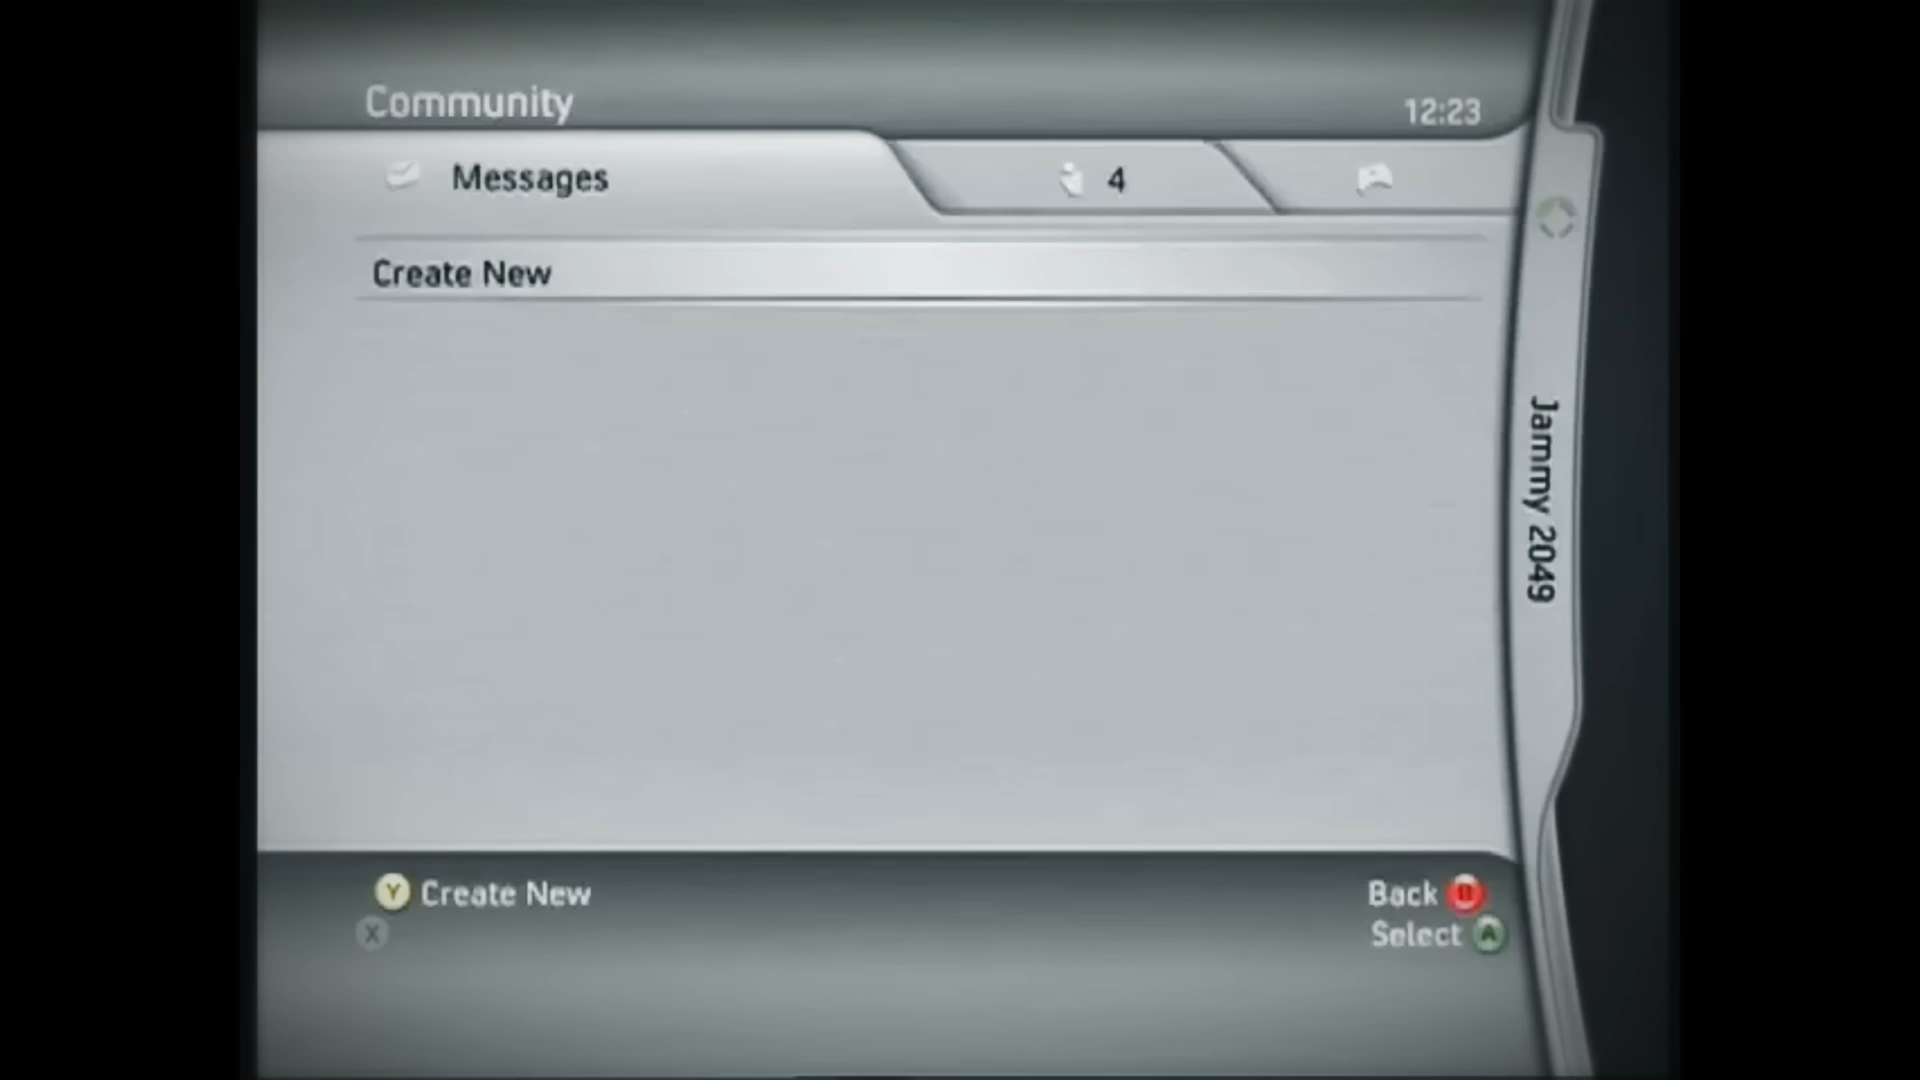 Community
12:23
Messages
4
Create New
Jammy 2049
Y Create New
X
Back B
Select A